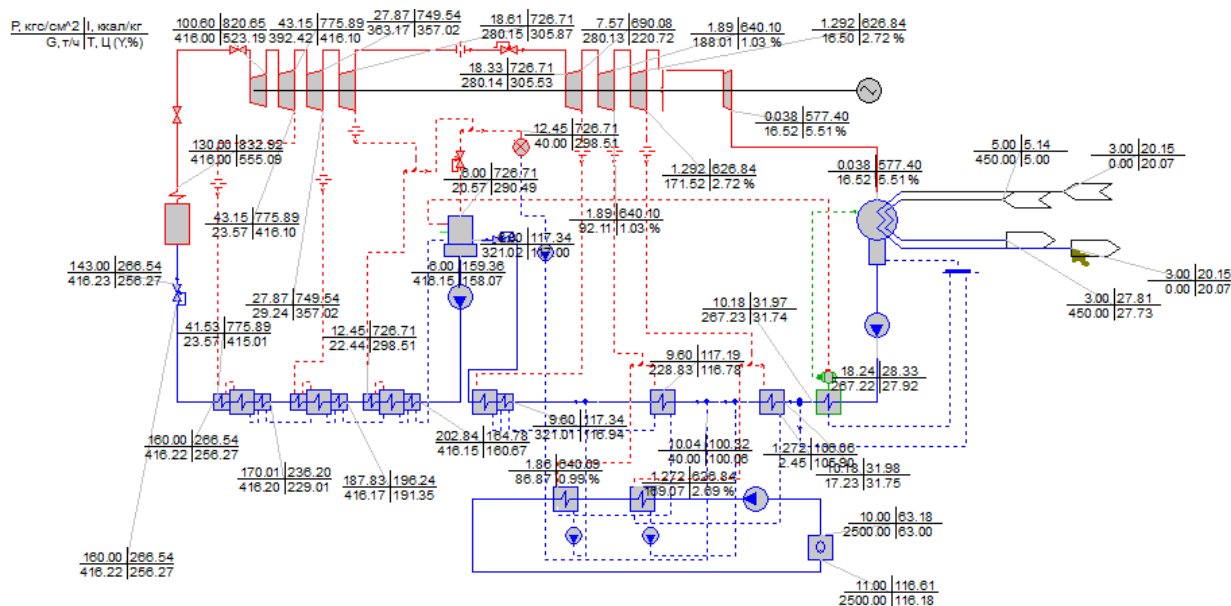 P, кгс/см^2 | I, ккал/кг
G, т/ч | T, Ц (Y,%)
100.60 | 820.65
416.00 | 523.19
43.15 | 775.89
392.42 | 416.10
27.87 | 749.54
363.17 | 357.02
18.61 | 726.71
280.15 | 305.87
7.57 | 690.08
280.13 | 220.72
1.89 | 640.10
188.01 | 1.03 %
1.292 | 626.84
16.50 | 2.72 %
18.33 | 726.71
280.14 | 305.53
0.038 | 577.40
16.52 | 5.51 %
12.45 | 726.71
40.00 | 298.51
130.00 | 832.92
416.00 | 555.09
6.00 | 726.71
20.57 | 290.49
1.292 | 626.84
171.52 | 2.72 %
0.038 | 577.40
16.52 | 5.51 %
5.00 | 5.14
450.00 | 5.00
3.00 | 20.15
0.00 | 20.07
43.15 | 775.89
23.57 | 416.10
1.89 | 640.10
92.11 | 1.03 %
117.34
321.02
143.00 | 266.54
416.23 | 256.27
6.00 | 159.36
416.15 | 158.07
3.00 | 20.15
0.00 | 20.07
27.87 | 749.54
29.24 | 357.02
3.00 | 27.81
450.00 | 27.73
10.18 | 31.97
267.23 | 31.74
41.53 | 775.89
23.57 | 415.01
12.45 | 726.71
22.44 | 298.51
9.60 | 117.19
228.83 | 116.78
18.24 | 28.33
267.22 | 27.92
160.00 | 266.54
416.22 | 256.27
170.01 | 236.20
416.20 | 229.01
187.83 | 196.24
416.17 | 191.35
202.84 | 164.78
416.15 | 160.67
9.60 | 117.34
321.01 | 116.94
10.04 | 100.32
40.00 | 100.06
1.272
2.45 | 105.90
10.18 | 31.98
17.23 | 31.75
1.86 | 640.09
86.87 | 0.99 %
1.272 | 626.84
169.07 | 2.69 %
160.00 | 266.54
416.22 | 256.27
10.00 | 63.18
2500.00 | 63.00
Q
11.00 | 116.61
2500.00 | 116.18